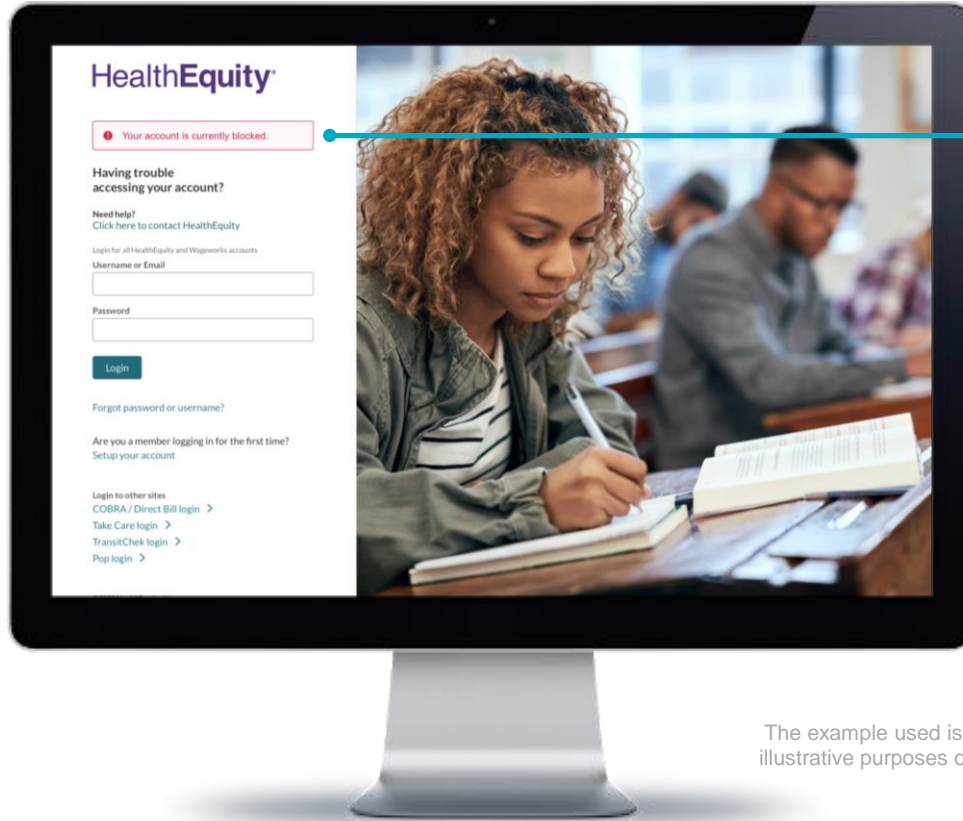 HealthEquity
Your account is currently blocked.
Having trouble
accessing your account?
Need help?
Click here to contact HealthEquity
Login for all HealthEquity and Wageworks accounts
Username or Email
Password
Login
Forgot password or username?
Are you a member logging in for the first time?
Setup your account
Login to other sites
COBRA / Direct Bill login >
Take Care login >
TransitChek login >
Pop login >
The example used is
illustrative purposes